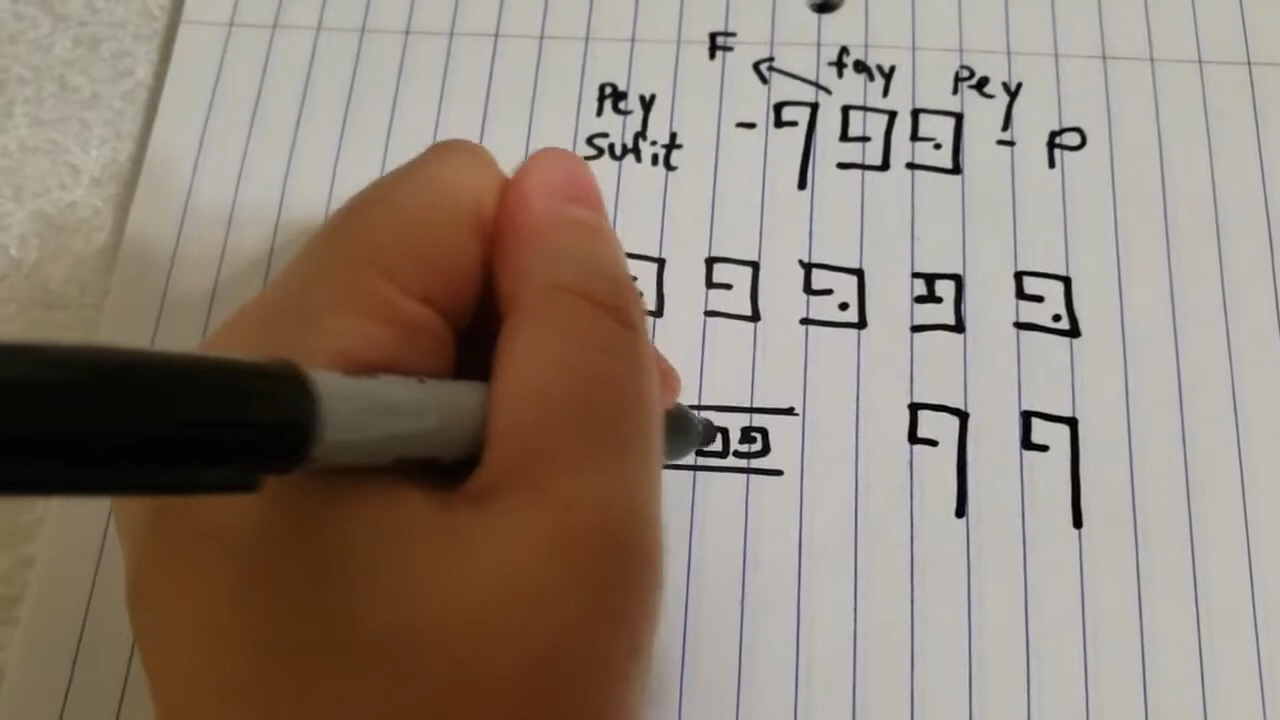 F fay Pey
Pey
Sufit - ף פ פּ - P
פּ פּ פּ פ
ף ף פ